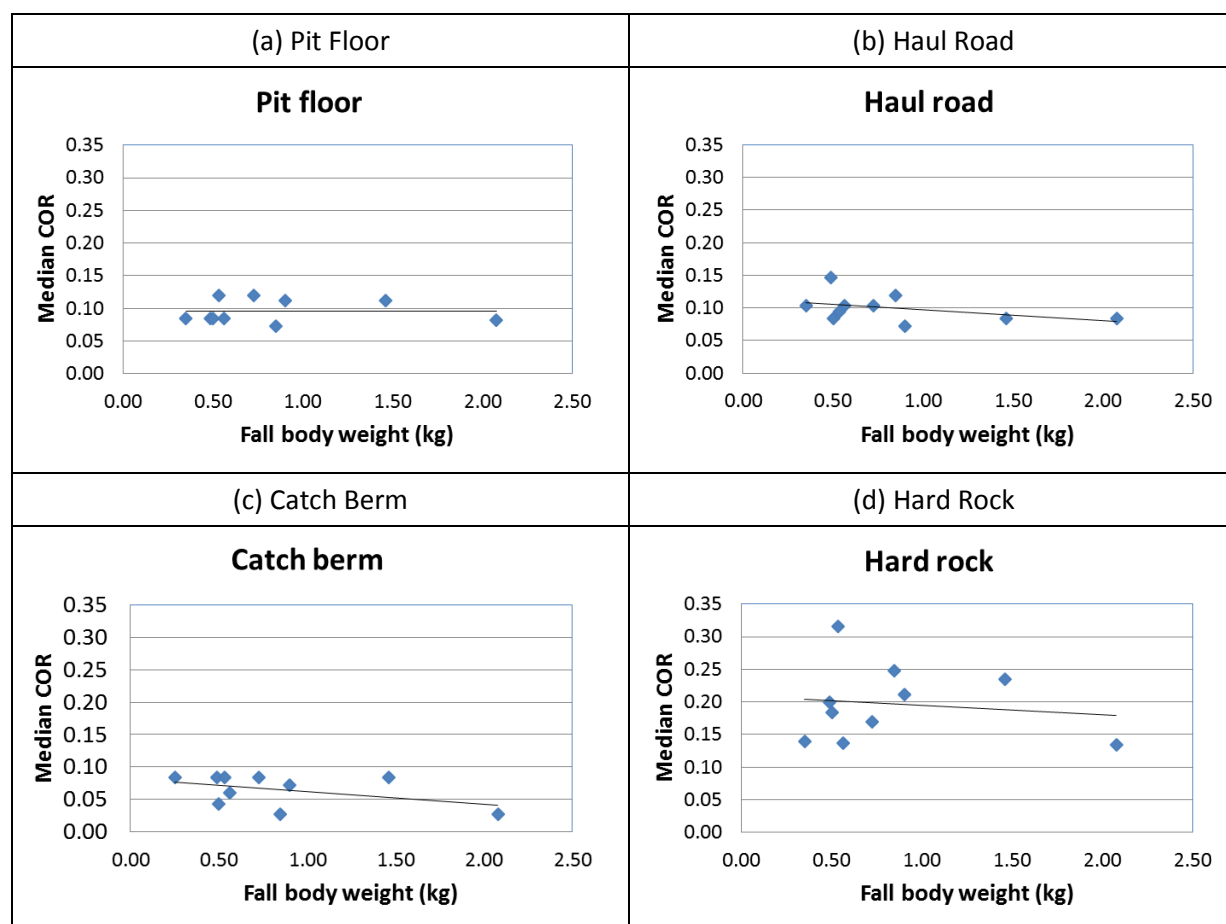 (a) Pit Floor
(b) Haul Road
Pit floor
0.35
0.30
0.25
0.20
0.15
0.10
0.05
0.00
Median COR
0.00 0.50 1.00 1.50 2.00 2.50
Fall body weight (kg)
Haul road
0.35
0.30
0.25
0.20
0.15
0.10
0.05
0.00
Median COR
0.00 0.50 1.00 1.50 2.00 2.50
Fall body weight (kg)
(c) Catch Berm
(d) Hard Rock
Catch berm
0.35
0.30
0.25
0.20
0.15
0.10
0.05
0.00
Median COR
0.00 0.50 1.00 1.50 2.00 2.50
Fall body weight (kg)
Hard rock
0.35
0.30
0.25
0.20
0.15
0.10
0.05
0.00
Median COR
0.00 0.50 1.00 1.50 2.00 2.50
Fall body weight (kg)